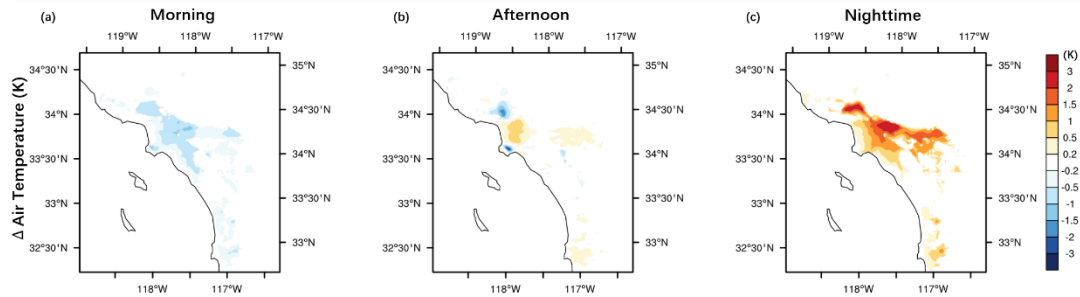 (a) Morning
(b) Afternoon
(c) Nighttime
Δ Air Temperature (K)
119°W 118°W 117°W
34°30'N
34°N
33°30'N
33°N
32°30'N
35°N
34°30'N
34°N
33°30'N
33°N
118°W 117°W
119°W 118°W 117°W
34°30'N
34°N
33°30'N
33°N
32°30'N
35°N
34°30'N
34°N
33°30'N
33°N
118°W 117°W
119°W 118°W 117°W
34°30'N
34°N
33°30'N
33°N
32°30'N
35°N
34°30'N
34°N
33°30'N
33°N
118°W 117°W
(K)
3
2
1
0.5
0.2
-0.2
-0.5
-1
-1.5
-2
-3